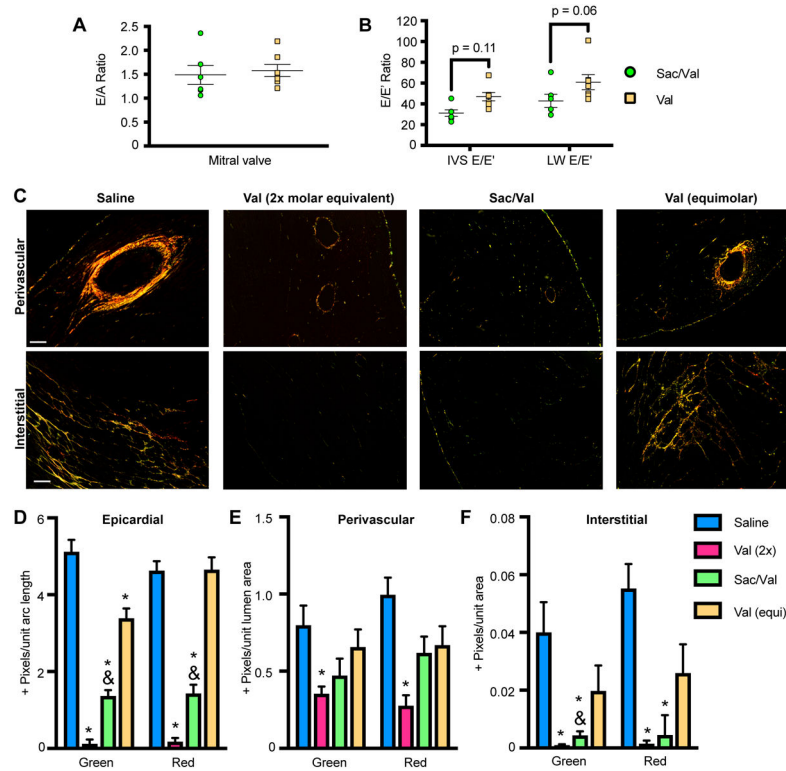 A
E/A Ratio
2.5
2.0
1.5
1.0
0.5
0
Mitral valve
B
E/E' Ratio
120
100
80
60
40
20
0
p = 0.11
p = 0.06
IVS E/E'
LW E/E'
Sac/Val
Val
C
Saline
Val (2x molar equivalent)
Sac/Val
Val (equimolar)
Perivascular
Interstitial
D
Epicardial
+ Pixels/unit arc length
6
4
2
0
*
&
*
*
*
*
&
Green
Red
E
Perivascular
+ Pixels/unit lumen area
1.5
1.0
0.5
0
*
*
Green
Red
F
Interstitial
+ Pixels/unit area
0.08
0.06
0.04
0.02
0
*
*
&
*
*
Green
Red
Saline
Val (2x)
Sac/Val
Val (equi)